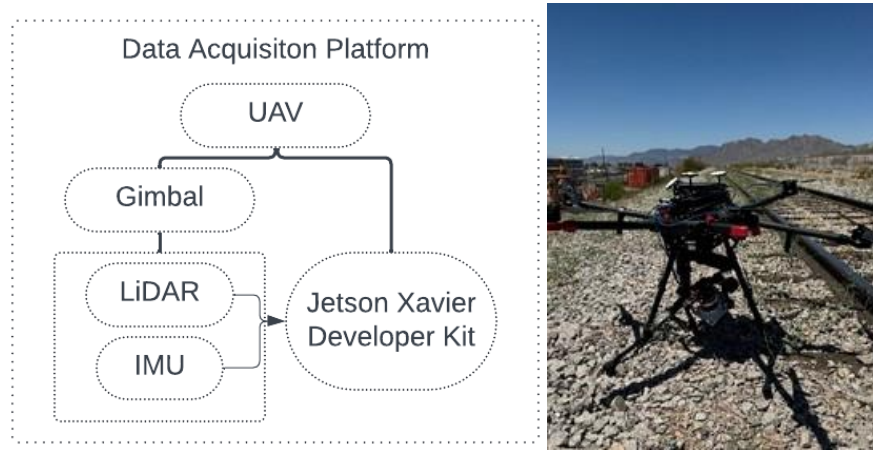 Data Acquisiton Platform
UAV
Gimbal
LiDAR
IMU
Jetson Xavier
Developer Kit